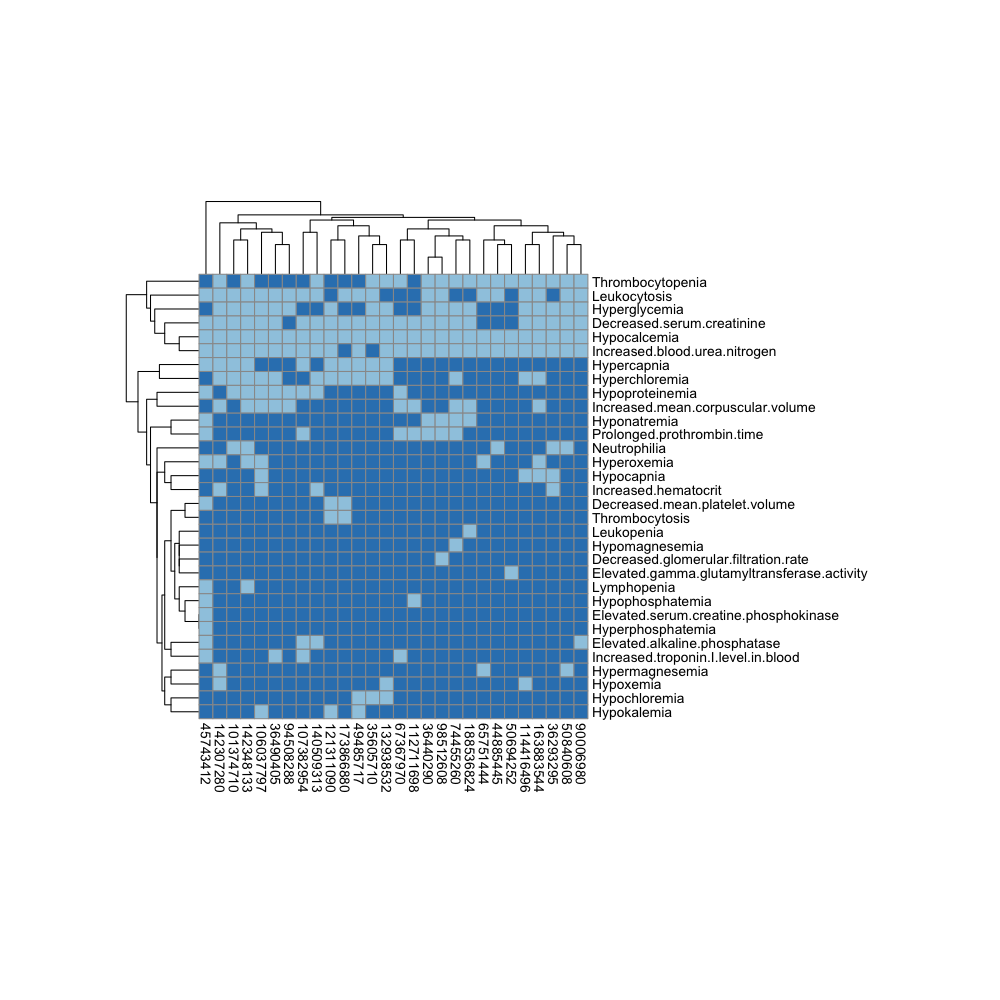 Thrombocytopenia
Leukocytosis
Hyperglycemia
Decreased.serum.creatinine
Hypocalcemia
Increased.blood.urea.nitrogen
Hypercapnia
Hyperchloremia
Hypoproteinemia
Increased.mean.corpuscular.volume
Hyponatremia
Prolonged.prothrombin.time
Neutrophilia
Hyperoxemia
Hypocapnia
Increased.hematocrit
Decreased.mean.platelet.volume
Thrombocytosis
Leukopenia
Hypomagnesemia
Decreased.glomerular.filtration.rate
Elevated.gamma.glutamyltransferase.activity
Lymphopenia
Hypophosphatemia
Elevated.serum.creatine.phosphokinase
Hyperphosphatemia
Elevated.alkaline.phosphatase
Increased.troponin.I.level.in.blood
Hypermagnesemia
Hypoxemia
Hypochloremia
Hypokalemia
45743412
142307280
101374710
142348133
106037797
36490405
94508288
107382954
140509313
121311090
173866880
49485717
35605710
132938532
67367970
112711698
36440290
98512608
74455260
188536824
65751444
44885445
50694252
114416496
163883544
36293295
50840608
90006980